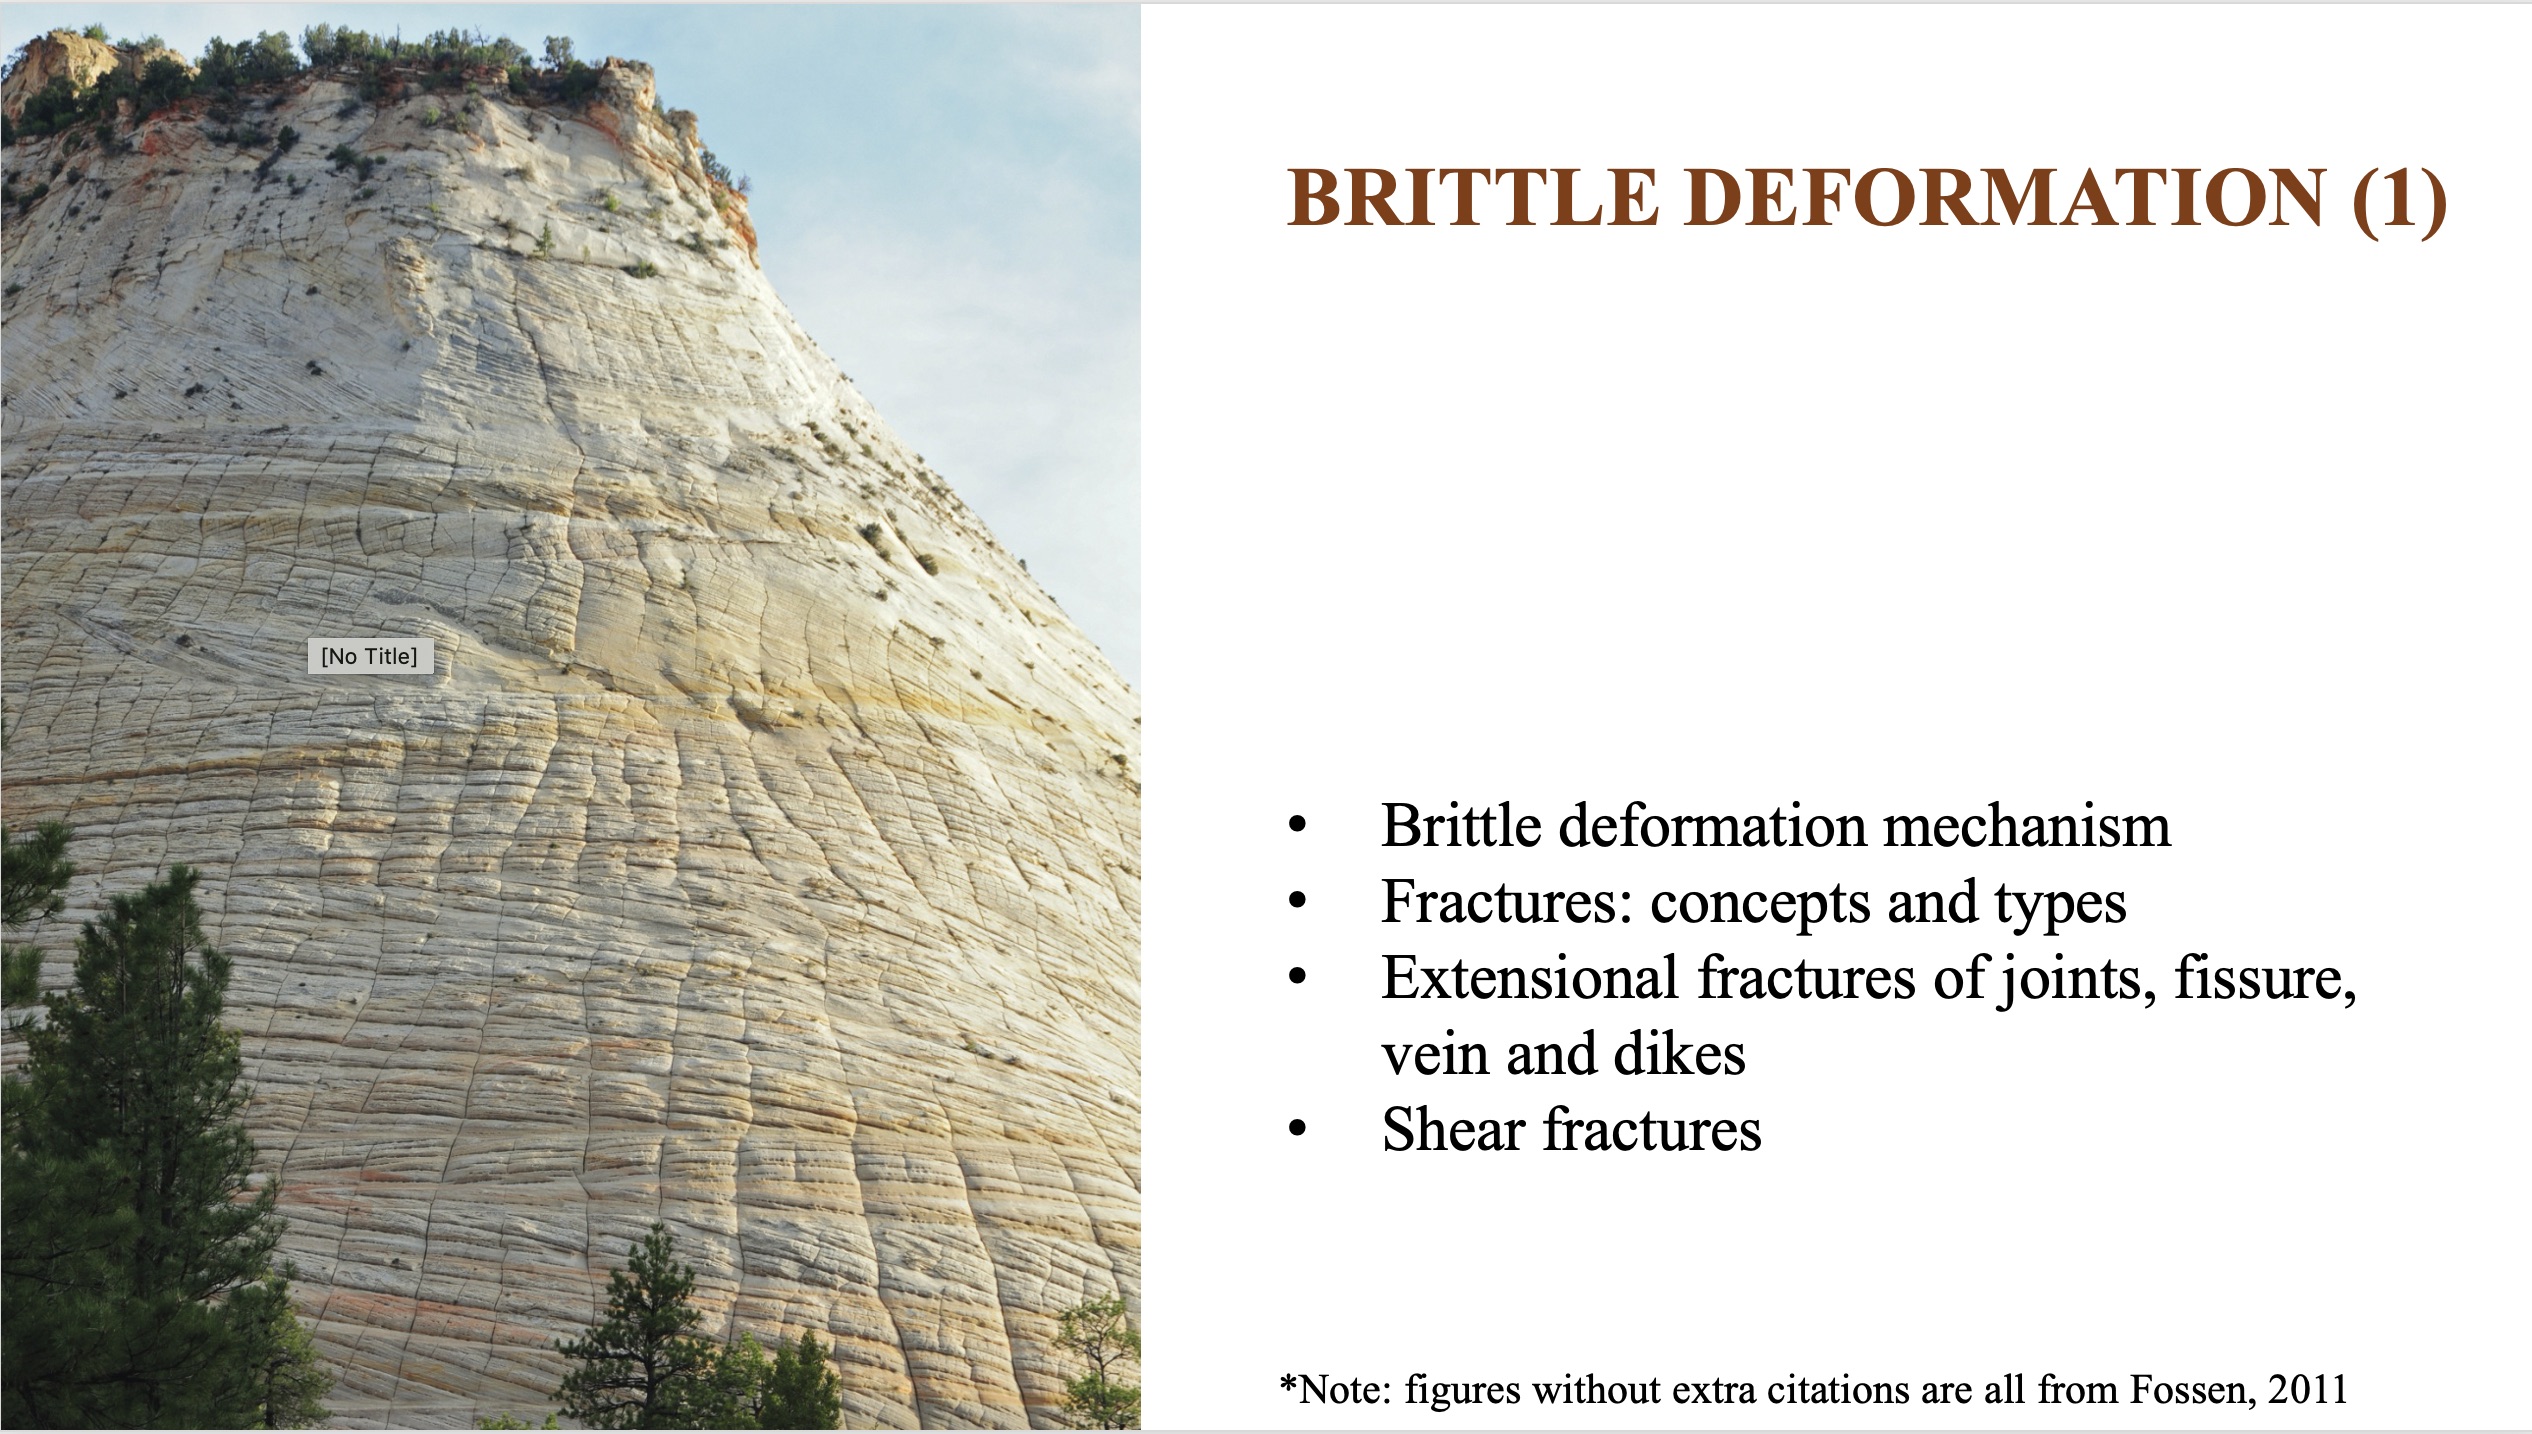 BRITTLE DEFORMATION (1)
[No Title]
• Brittle deformation mechanism
• Fractures: concepts and types
• Extensional fractures of joints, fissure,
vein and dikes
• Shear fractures
*Note: figures without extra citations are all from Fossen, 2011